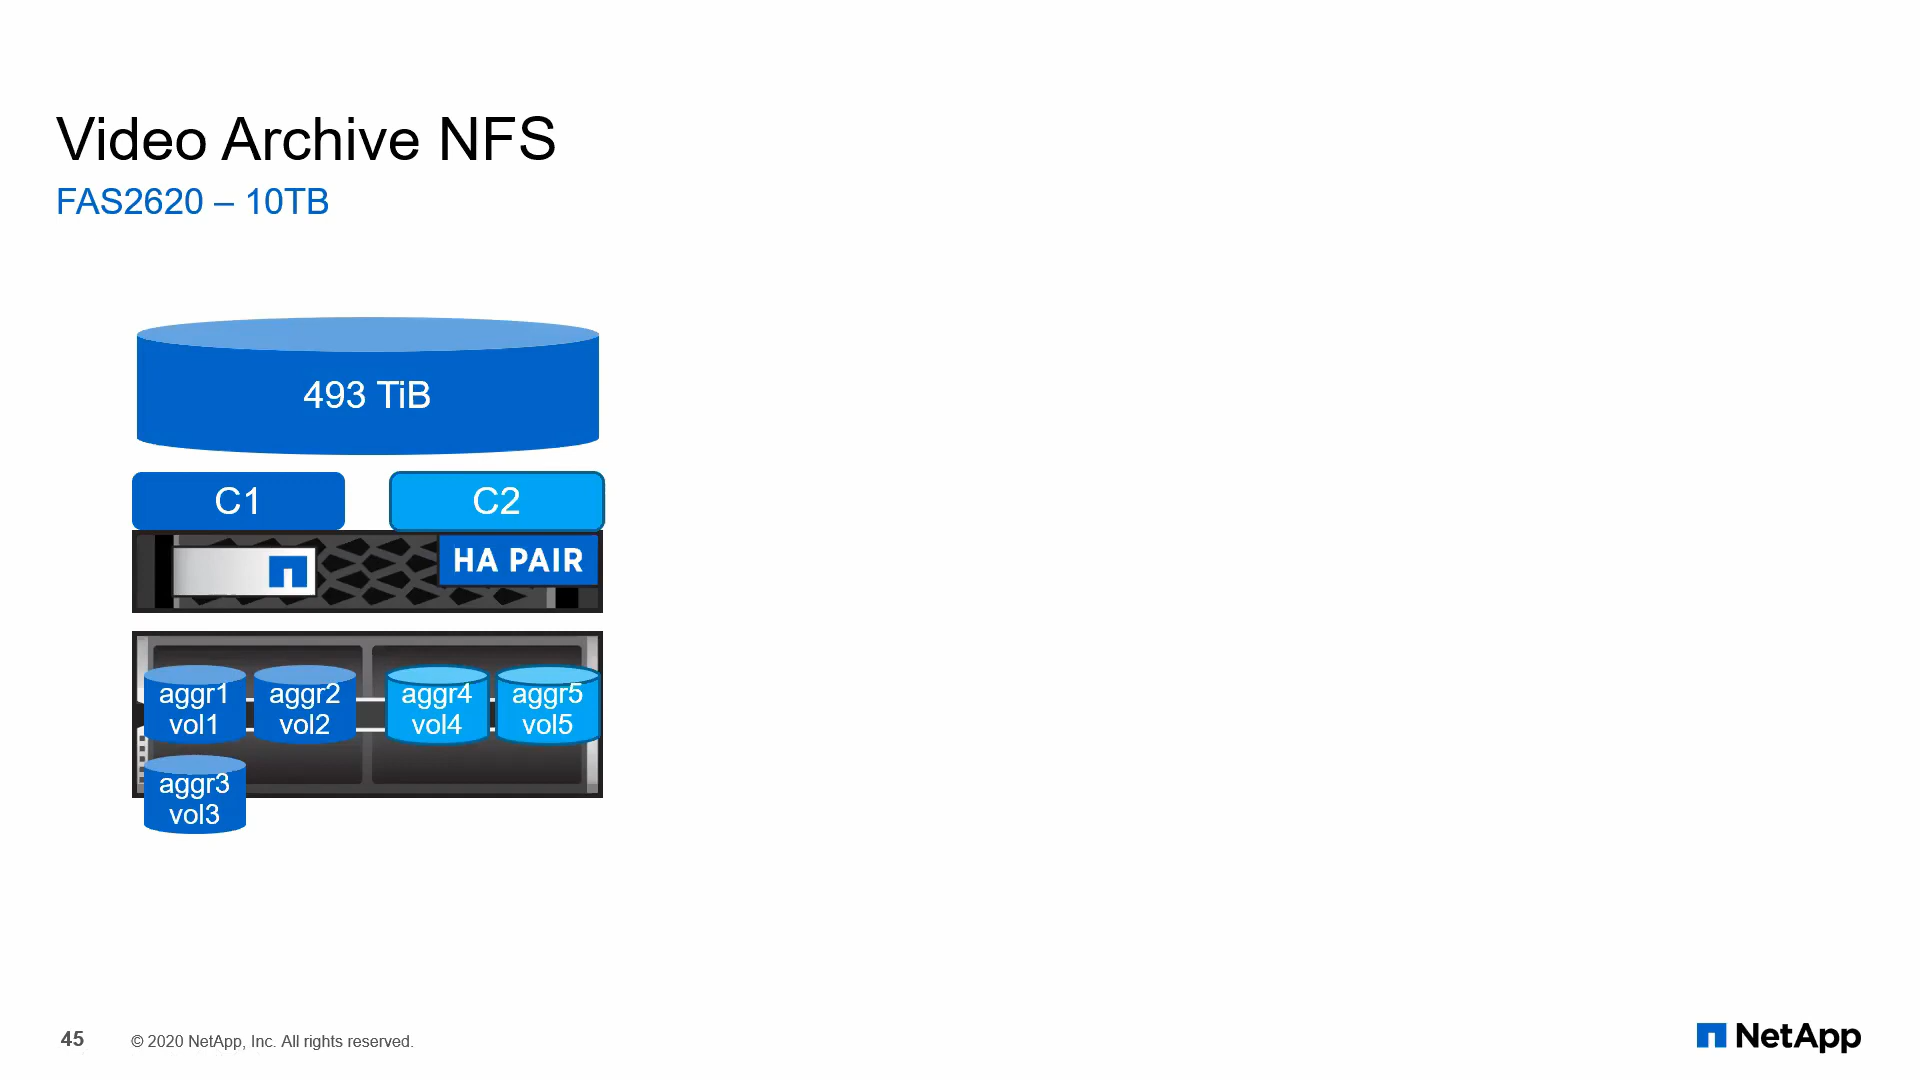 Video Archive NFS
FAS2620 – 10TB
493 TiB
C1
C2
HA PAIR
aggr1
vol1
aggr2
vol2
aggr4
vol4
aggr5
vol5
aggr3
vol3
45
© 2020 NetApp, Inc. All rights reserved.
NetApp